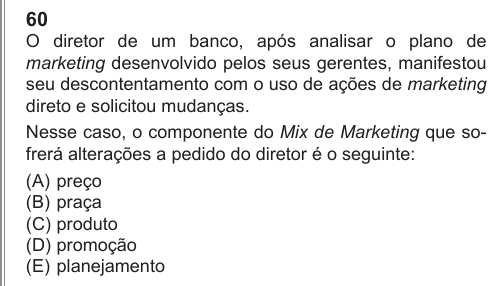 60
O diretor de um banco, após analisar o plano de
marketing desenvolvido pelos seus gerentes, manifestou
seu descontentamento com o uso de ações de marketing
direto e solicitou mudanças.
Nesse caso, o componente do Mix de Marketing que so-
frerá alterações a pedido do diretor é o seguinte:
(A) preço
(B) praça
(C) produto
(D) promoção
(E) planejamento